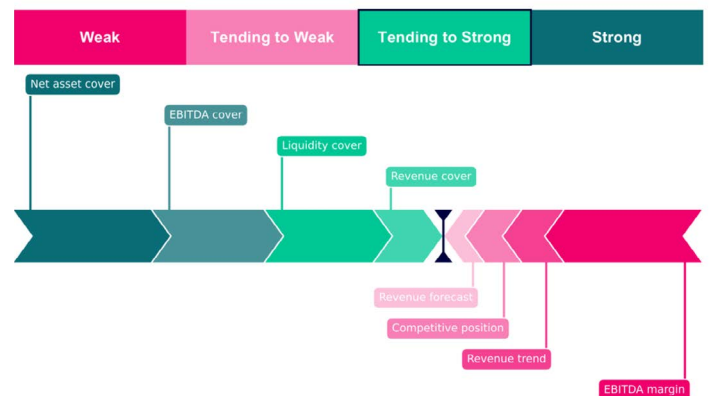 Weak
Tending to Weak
Tending to Strong
Strong
Net asset cover
EBITDA cover
Liquidity cover
Revenue cover
Revenue forecast
Competitive position
Revenue trend
EBITDA margin